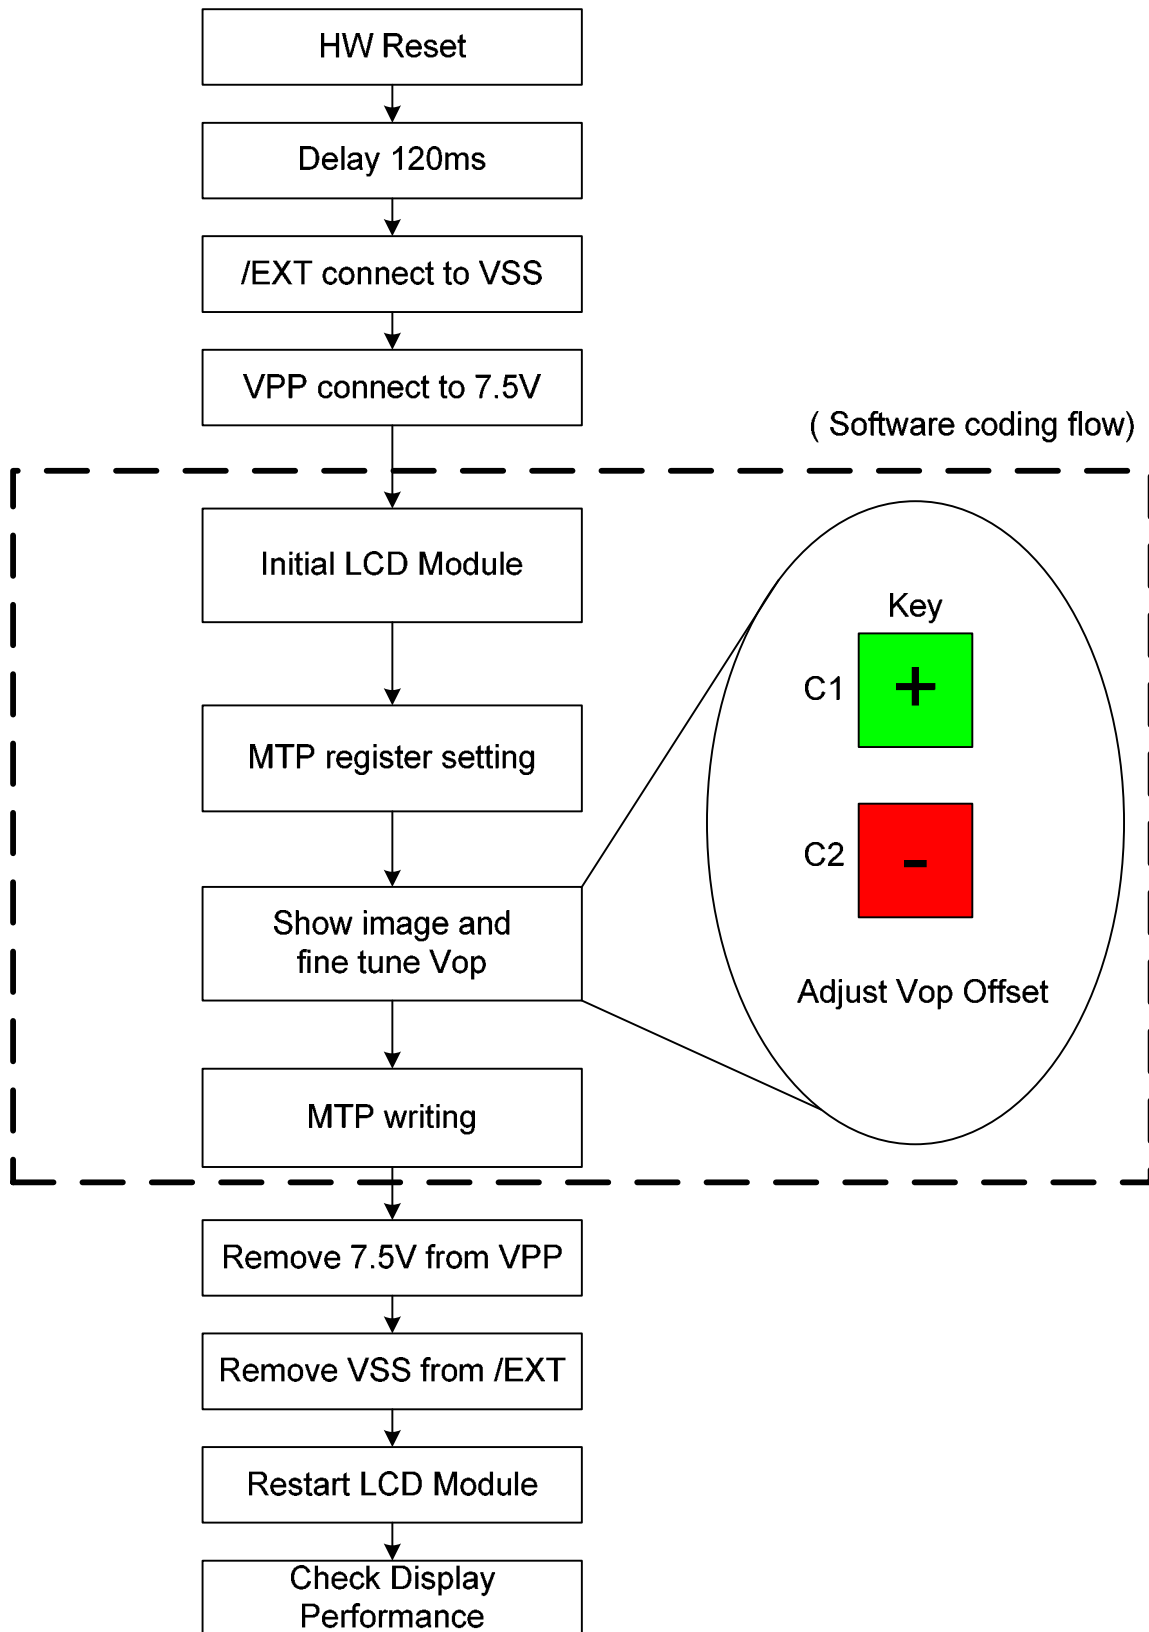 HW Reset
Delay 120ms
/EXT connect to VSS
VPP connect to 7.5V
( Software coding flow)
Initial LCD Module
Key
C1
+
MTP register setting
C2
-
Show image and
fine tune Vop
Adjust Vop Offset
MTP writing
Remove 7.5V from VPP
Remove VSS from /EXT
Restart LCD Module
Check Display
Performance